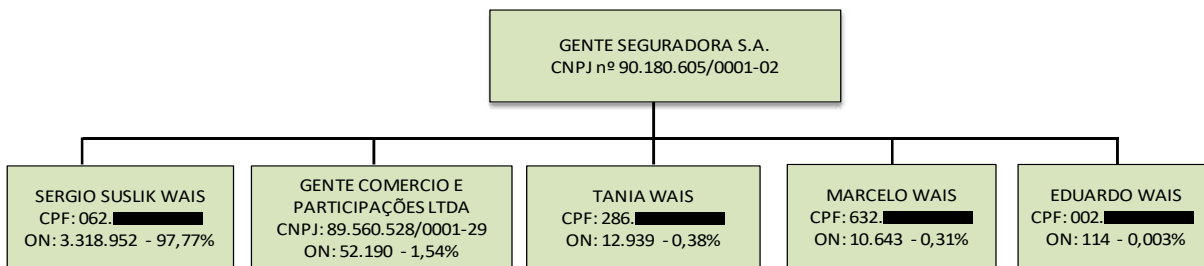 GENTE SEGURADORA S.A.
CNPJ nº 90.180.605/0001-02
SERGIO SUSLIK WAIS
CPF: 062.
ON: 3.318.952 - 97,77%
GENTE COMERCIO E
PARTICIPAÇÕES LTDA
CNPJ: 89.560.528/0001-29
ON: 52.190 - 1,54%
TANIA WAIS
CPF: 286.
ON: 12.939 - 0,38%
MARCELO WAIS
CPF: 632.
ON: 10.643 - 0,31%
EDUARDO WAIS
CPF: 002.
ON: 114 - 0,003%